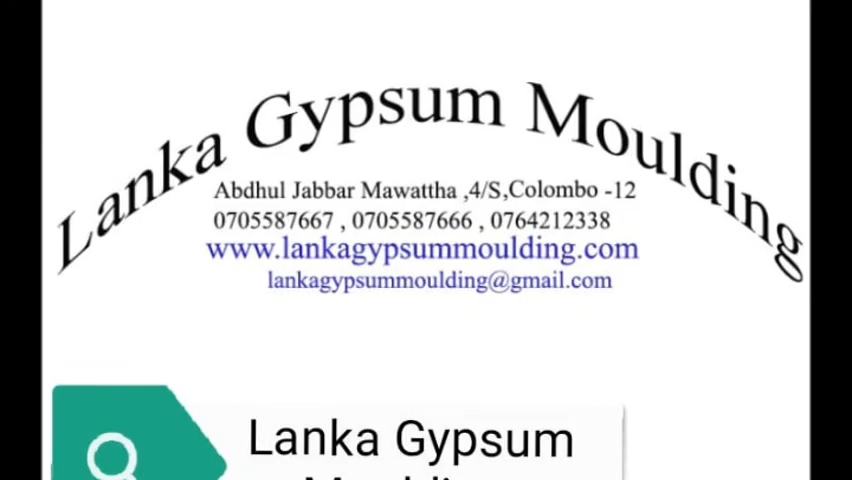 Lanka Gypsum Moulding
Abdhul Jabbar Mawattha ,4/S,Colombo -12
0705587667 , 0705587666 , 0764212338
www.lankagypsummoulding.com
lankagypsummoulding@gmail.com
Lanka Gypsum
Moulding